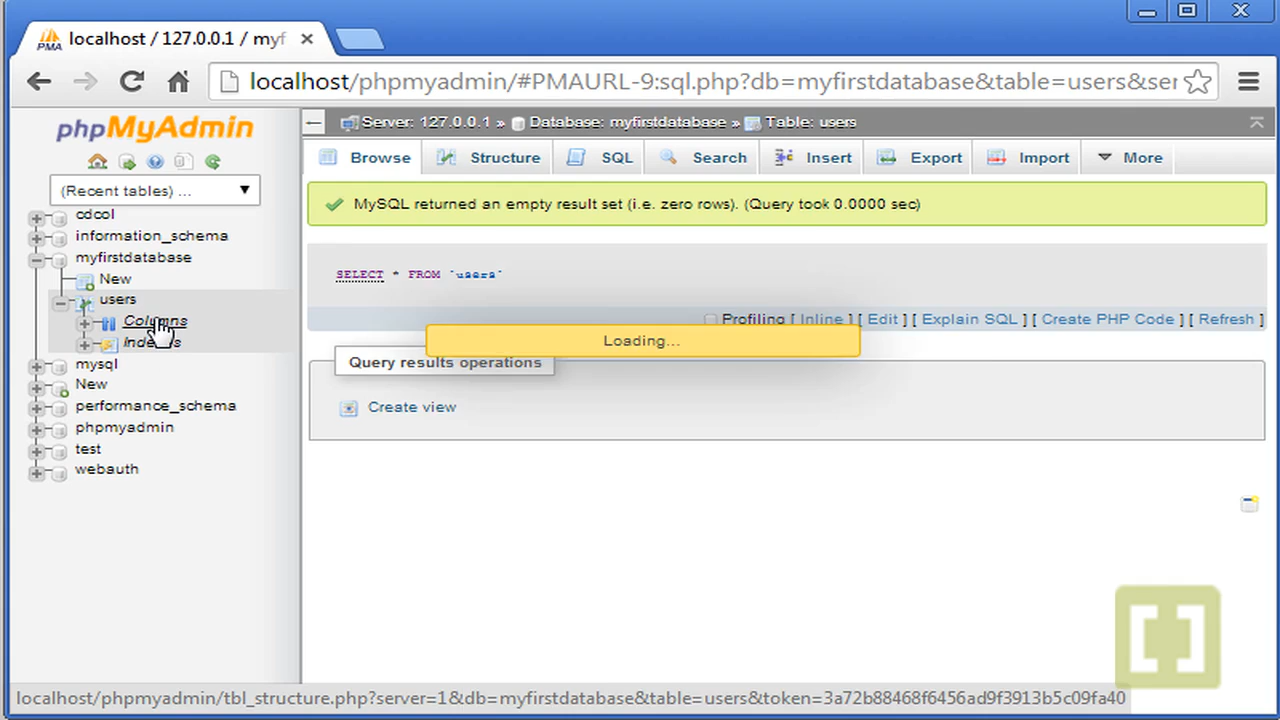 localhost / 127.0.0.1 / myf
localhost/phpmyadmin/#PMAURL-9:sql.php?db=myfirstdatabase&table=users&ser
phpMyAdmin
(Recent tables) ...
cdcol
information_schema
myfirstdatabase
New
users
Columns
Indexes
mysql
New
performance_schema
phpmyadmin
test
webauth
Server: 127.0.0.1 » Database: myfirstdatabase » Table: users
Browse Structure SQL Search Insert Export Import More
MySQL returned an empty result set (i.e. zero rows). (Query took 0.0000 sec)
SELECT * FROM `users`
Profiling [ Inline ] [ Edit ] [ Explain SQL ] [ Create PHP Code ] [ Refresh ]
Loading...
Query results operations
Create view
localhost/phpmyadmin/tbl_structure.php?server=1&db=myfirstdatabase&table=users&token=3a72b88468f6456ad9f3913b5c09fa40